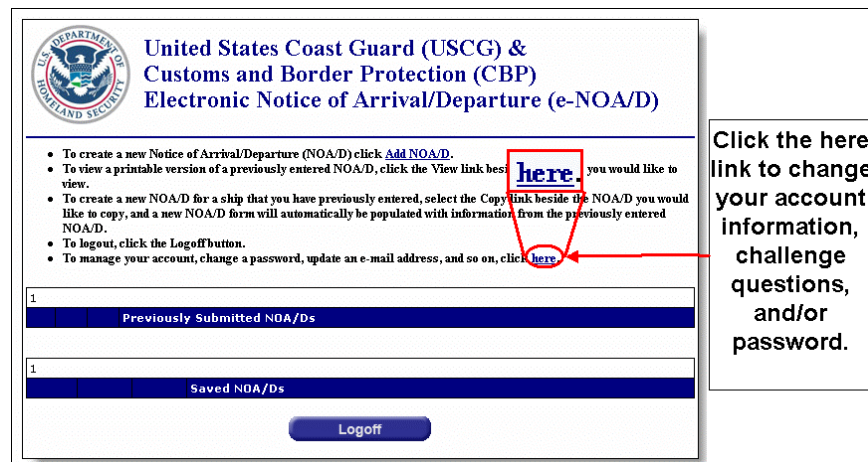 U.S. DEPARTMENT OF
HOMELAND SECURITY
United States Coast Guard (USCG) &
Customs and Border Protection (CBP)
Electronic Notice of Arrival/Departure (e-NOA/D)
To create a new Notice of Arrival/Departure (NOA/D) click Add NOA/D.
To view a printable version of a previously entered NOA/D, click the View link besi you would like to
view.
here.
To create a new NOA/D for a ship that you have previously entered, select the Copy link beside the NOA/D you would
like to copy, and a new NOA/D form will automatically be populated with information from the previously entered
NOA/D.
To logout, click the Logoff button.
To manage your account, change a password, update an e-mail address, and so on, click here.
1
Previously Submitted NOA/Ds
1
Saved NOA/Ds
Logoff
Click the here
link to change
your account
information,
challenge
questions,
and/or
password.